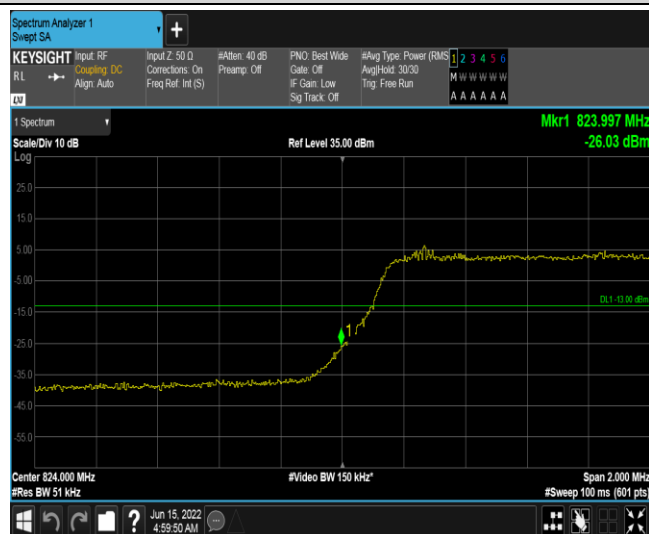 Spectrum Analyzer 1
Swept SA
+
KEYSIGHT Input: RF Input Z: 50 Ω #Atten: 40 dB PNO: Best Wide #Avg Type: Power (RMS 1 2 3 4 5 6
RL Coupling: DC Corrections: On Preamp: Off Gate: Off Avg|Hold: 30/30 M W W W W W
Align: Auto Freq Ref: Int (S) IF Gain: Low Trig: Free Run
LXI Sig Track: Off A A A A A A
1 Spectrum Mkr1 823.997 MHz
Scale/Div 10 dB Ref Level 35.00 dBm -26.03 dBm
Log
25.0
15.0
5.00
-5.00
DL1 -13.00 dBm
-15.0
1
-25.0
-35.0
-45.0
-55.0
Center 824.000 MHz #Video BW 150 kHz* Span 2.000 MHz
#Res BW 51 kHz #Sweep 100 ms (601 pts)
? Jun 15, 2022
4:59:50 AM